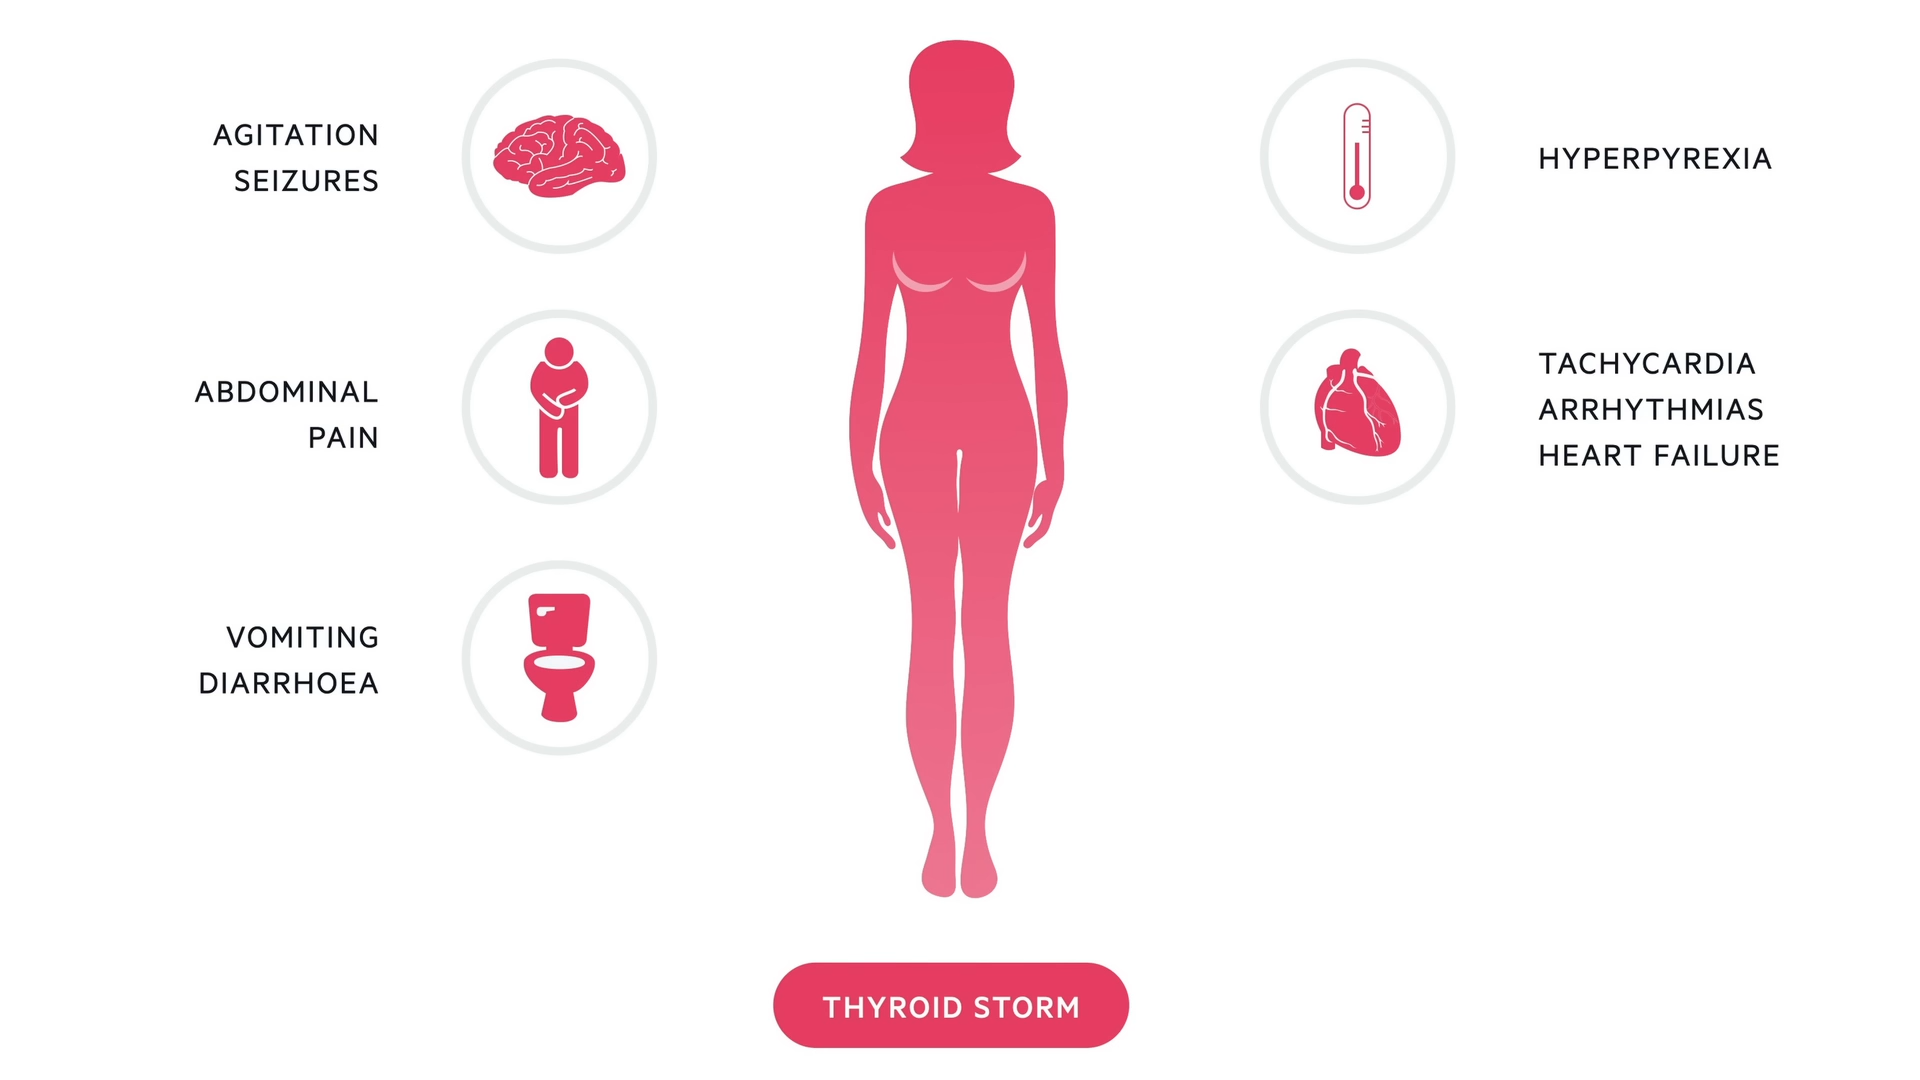 AGITATION
SEIZURES
ABDOMINAL
PAIN
VOMITING
DIARRHOEA
HYPERPYREXIA
TACHYCARDIA
ARRHYTHMIAS
HEART FAILURE
THYROID STORM